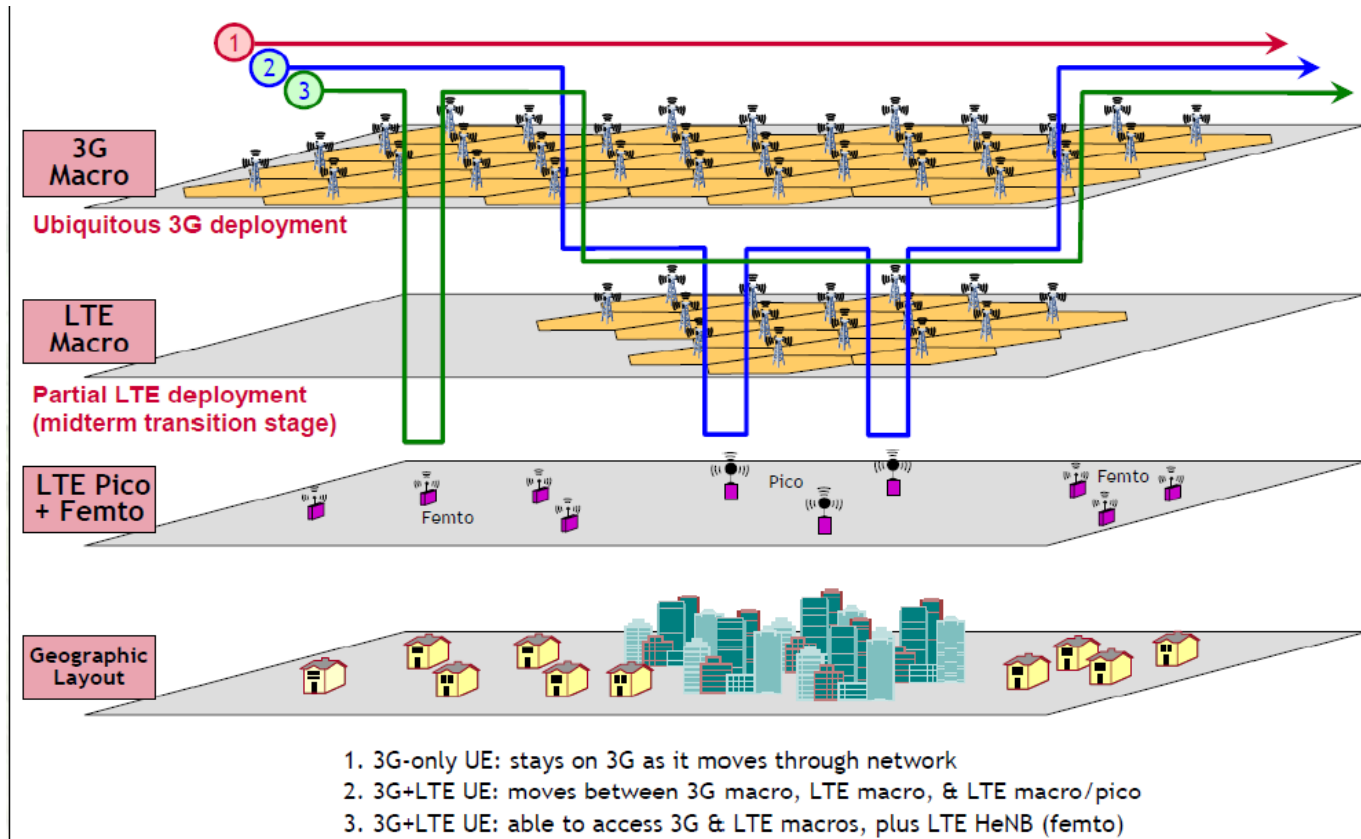 1
2
3
3G
Macro
Ubiquitous 3G deployment
LTE
Macro
Partial LTE deployment
(midterm transition stage)
LTE Pico
+ Femto
Femto
Pico
Femto
Geographic
Layout
1. 3G-only UE: stays on 3G as it moves through network
2. 3G+LTE UE: moves between 3G macro, LTE macro, & LTE macro/pico
3. 3G+LTE UE: able to access 3G & LTE macros, plus LTE HeNB (femto)